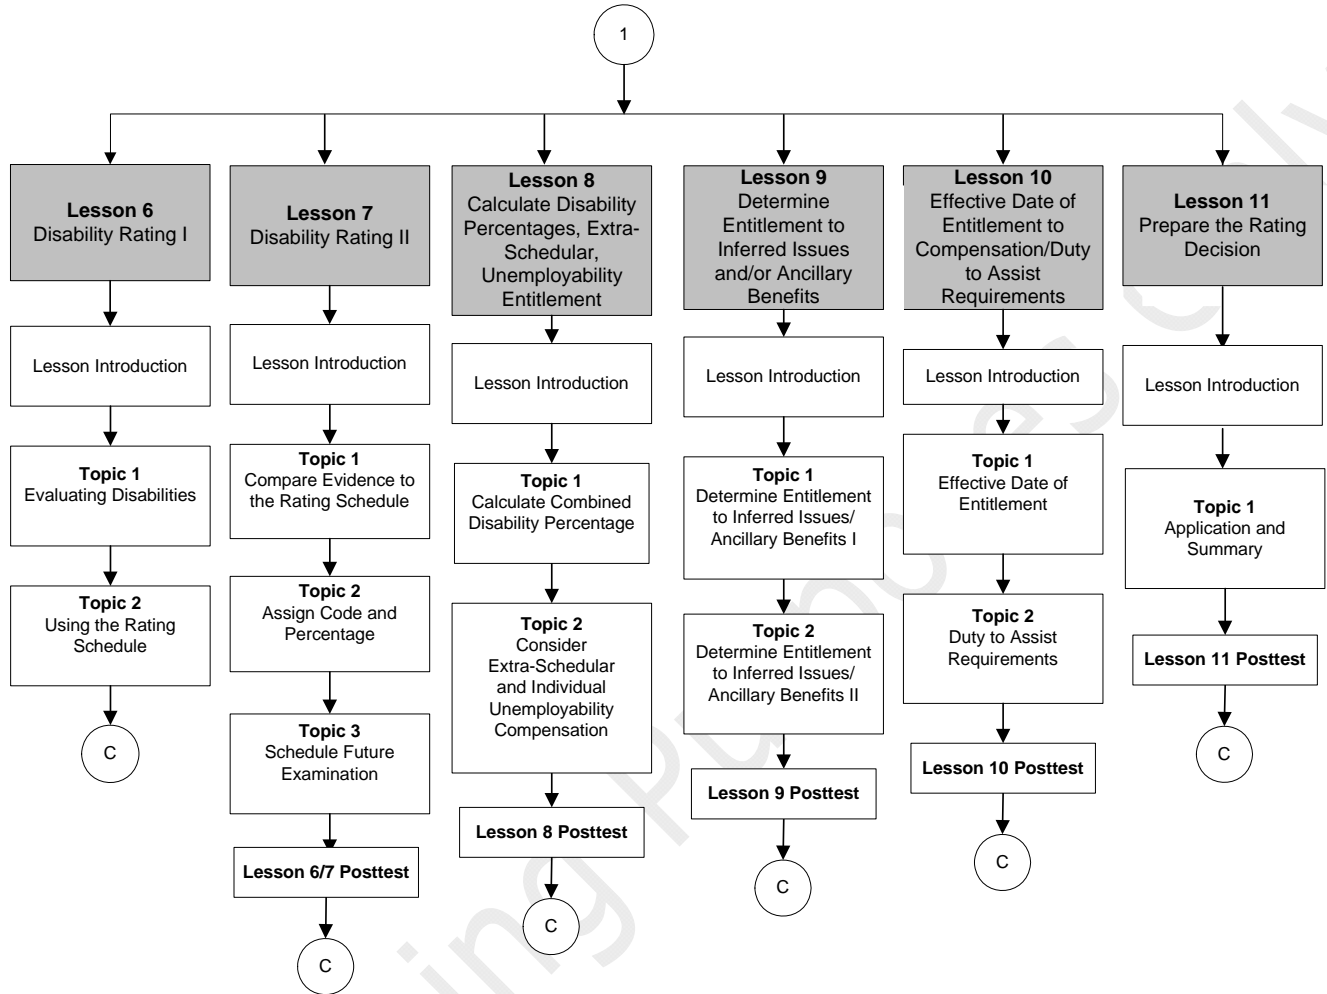 1
Lesson 6
Disability Rating I
Lesson Introduction
Topic 1
Evaluating Disabilities
Topic 2
Using the Rating
Schedule
C
Lesson 7
Disability Rating II
Lesson Introduction
Topic 1
Compare Evidence to
the Rating Schedule
Topic 2
Assign Code and
Percentage
Topic 3
Schedule Future
Examination
Lesson 6/7 Posttest
C
Lesson 8
Calculate Disability
Percentages, Extra-
Schedular,
Unemployability
Entitlement
Lesson Introduction
Topic 1
Calculate Combined
Disability Percentage
Topic 2
Consider
Extra-Schedular
and Individual
Unemployability
Compensation
Lesson 8 Posttest
C
Lesson 9
Determine
Entitlement to
Inferred Issues
and/or Ancillary
Benefits
Lesson Introduction
Topic 1
Determine Entitlement
to Inferred Issues/
Ancillary Benefits I
Topic 2
Determine Entitlement
to Inferred Issues/
Ancillary Benefits II
Lesson 9 Posttest
C
Lesson 10
Effective Date of
Entitlement to
Compensation/Duty
to Assist
Requirements
Lesson Introduction
Topic 1
Effective Date of
Entitlement
Topic 2
Duty to Assist
Requirements
Lesson 10 Posttest
C
Lesson 11
Prepare the Rating
Decision
Lesson Introduction
Topic 1
Application and
Summary
Lesson 11 Posttest
C